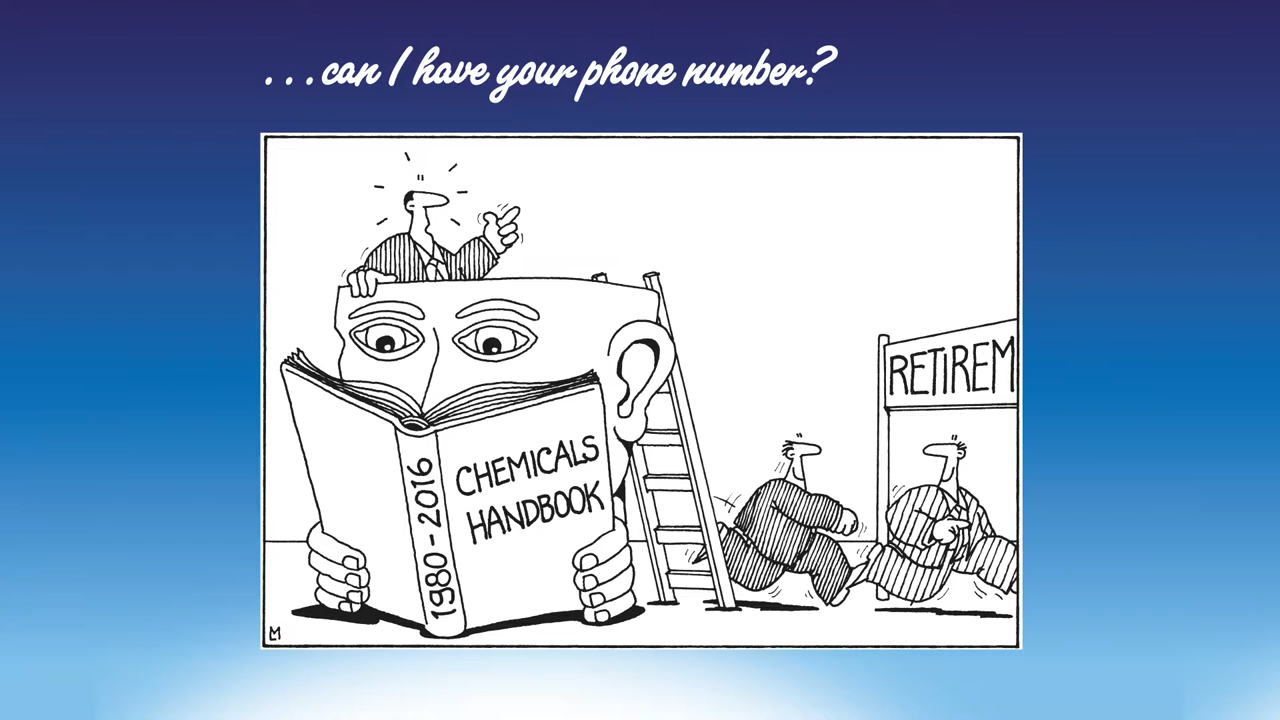 ...can I have your phone number?
RETIREM
CHEMICALS
HANDBOOK
1980-2016